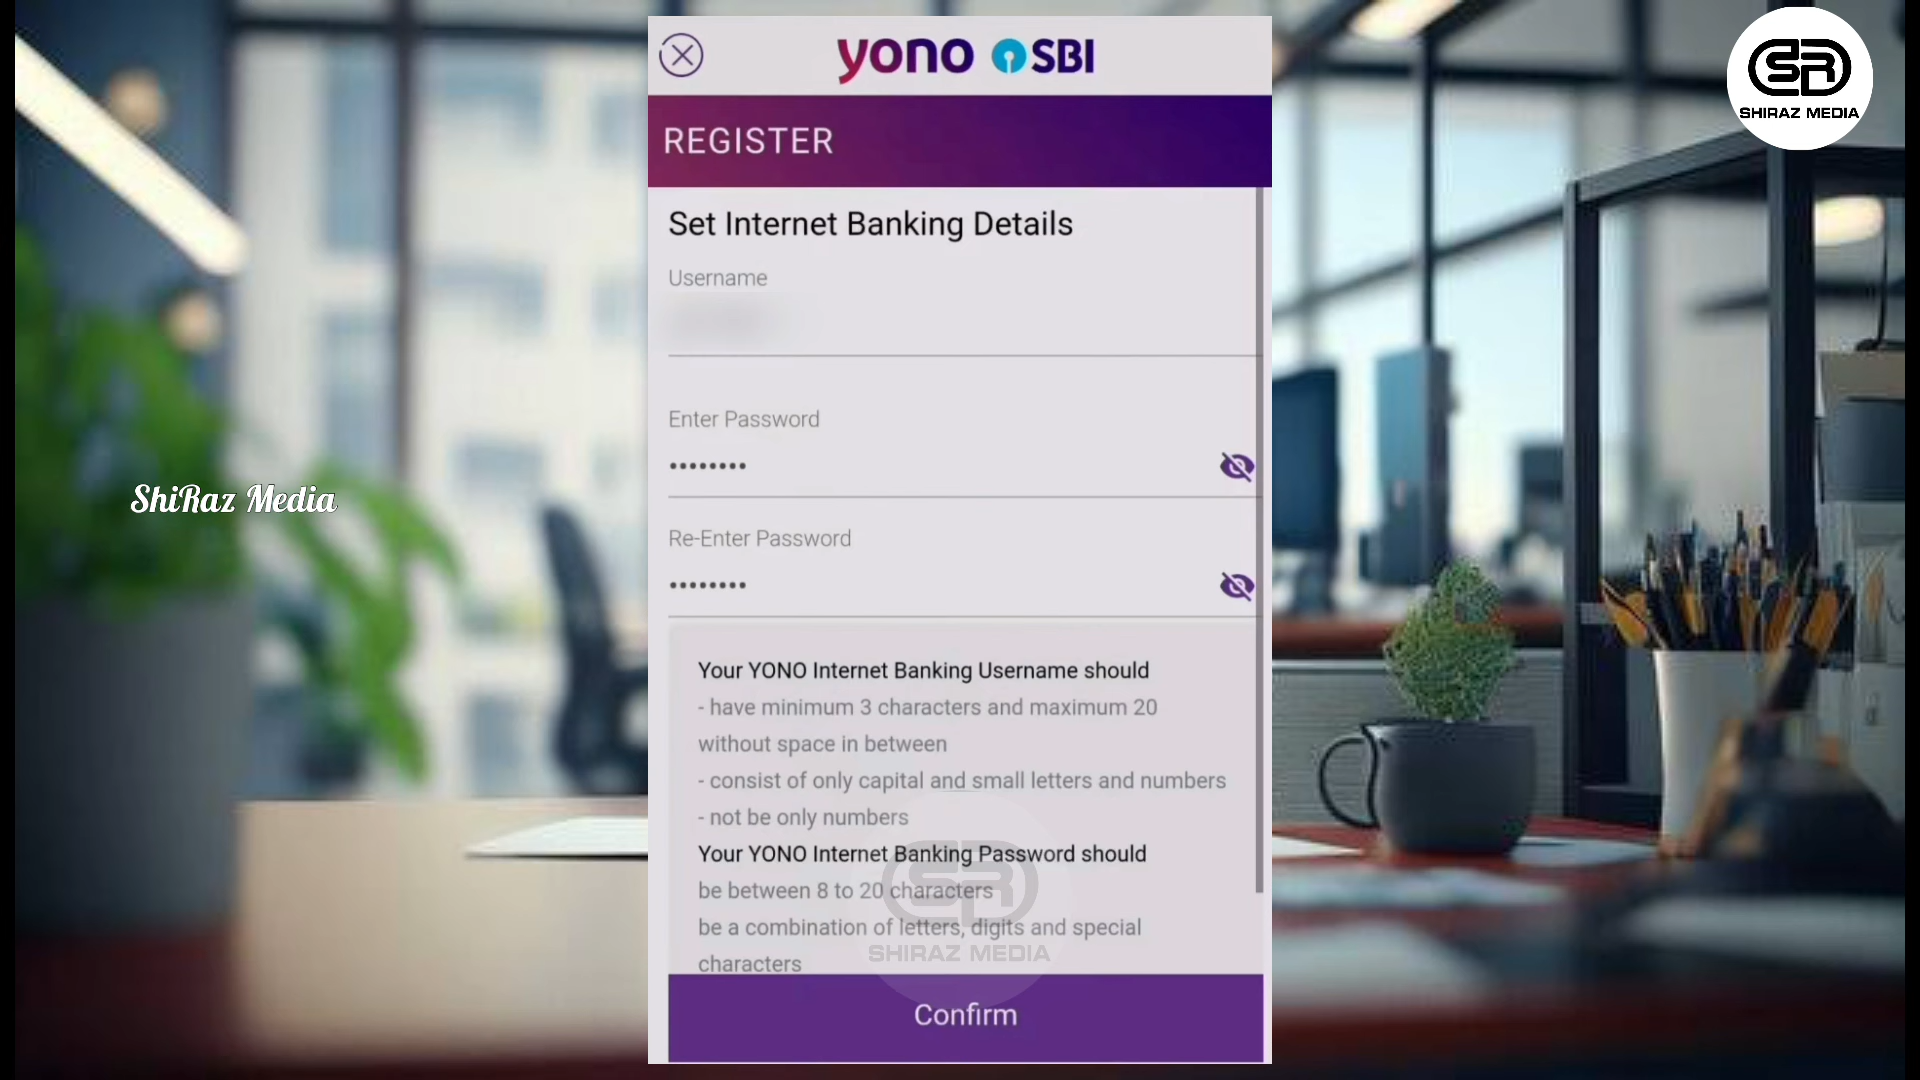 yono SBI
REGISTER
Set Internet Banking Details
Username
Enter Password
••••••••
Re-Enter Password
••••••••
Your YONO Internet Banking Username should
- have minimum 3 characters and maximum 20
without space in between
- consist of only capital and small letters and numbers
- not be only numbers
Your YONO Internet Banking Password should
be between 8 to 20 characters
be a combination of letters, digits and special
characters
Confirm
ShiRaz Media
SR
SHIRAZ MEDIA
SR
SHIRAZ MEDIA